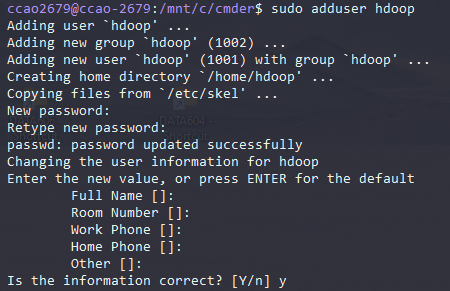 ccao2679@ccao-2679:/mnt/c/cmder$ sudo adduser hdoop
Adding user `hdoop' ...
Adding new group `hdoop' (1002) ...
Adding new user `hdoop' (1001) with group `hdoop' ...
Creating home directory `/home/hdoop' ...
Copying files from `/etc/skel' ...
New password:
Retype new password:
passwd: password updated successfully
Changing the user information for hdoop
Enter the new value, or press ENTER for the default
Full Name []:
Room Number []:
Work Phone []:
Home Phone []:
Other []:
Is the information correct? [Y/n] y